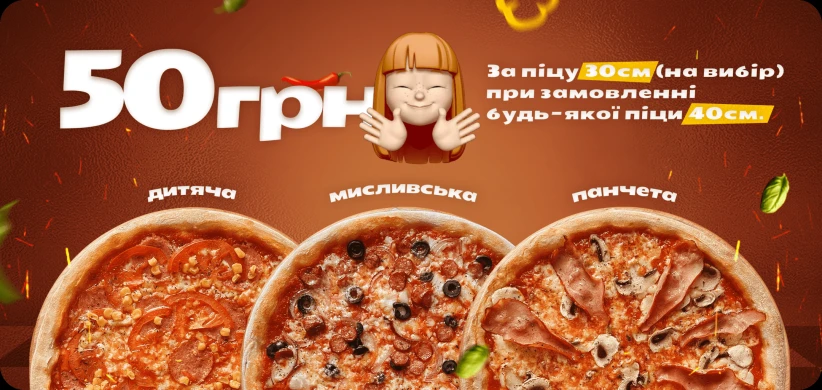 50грн
За піцу 30см (на вибір)
при замовленні
будь-якої піци 40см.
дитяча
мисливська
панчета